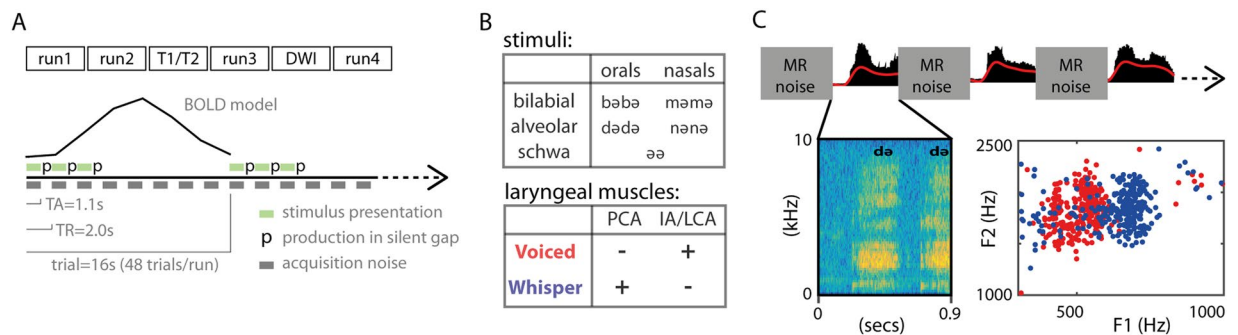 A
run1 run2 T1/T2 run3 DWI run4
BOLD model
p p p p p p
TA=1.1s
TR=2.0s
trial=16s (48 trials/run)
stimulus presentation
p production in silent gap
acquisition noise
B
stimuli:
orals nasals
bilabial bəbə məmə
alveolar dədə nənə
schwa əə
laryngeal muscles:
PCA IA/LCA
Voiced - +
Whisper + -
C
MR noise MR noise MR noise
10
(kHz)
0
də də
0 (secs) 0.9
2500
F2 (Hz)
1000
500 1000
F1 (Hz)